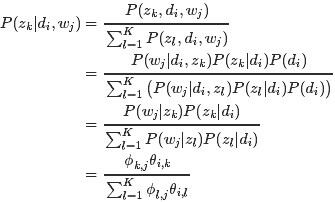 P(z_k|d_i, w_j) = \frac{P(z_k, d_i, w_j)}{\sum_{l=1}^{K} P(z_l, d_i, w_j)}
= \frac{P(w_j|d_i, z_k)P(z_k|d_i)P(d_i)}{\sum_{l=1}^{K} \left(P(w_j|d_i, z_l)P(z_l|d_i)P(d_i)\right)}
= \frac{P(w_j|z_k)P(z_k|d_i)}{\sum_{l=1}^{K} P(w_j|z_l)P(z_l|d_i)}
= \frac{\phi_{k,j}\theta_{i,k}}{\sum_{l=1}^{K} \phi_{l,j}\theta_{i,l}}